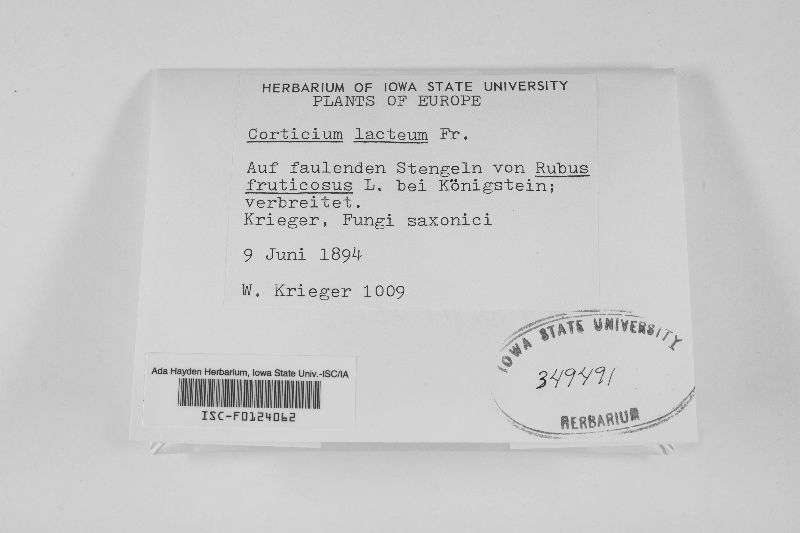 HERBARIUM OF IOWA STATE UNIVERSITY
PLANTS OF EUROPE
Corticium lacteum Fr.
Auf faulenden Stengeln von Rubus
fruticosus L. bei Königstein;
verbreitet.
Krieger, Fungi saxonici
9 Juni 1894
W. Krieger 1009
IOWA STATE UNIVERSITY
349491
HERBARIUM
Ada Hayden Herbarium, Iowa State Univ.-ISC/IA
ISC-F0124062